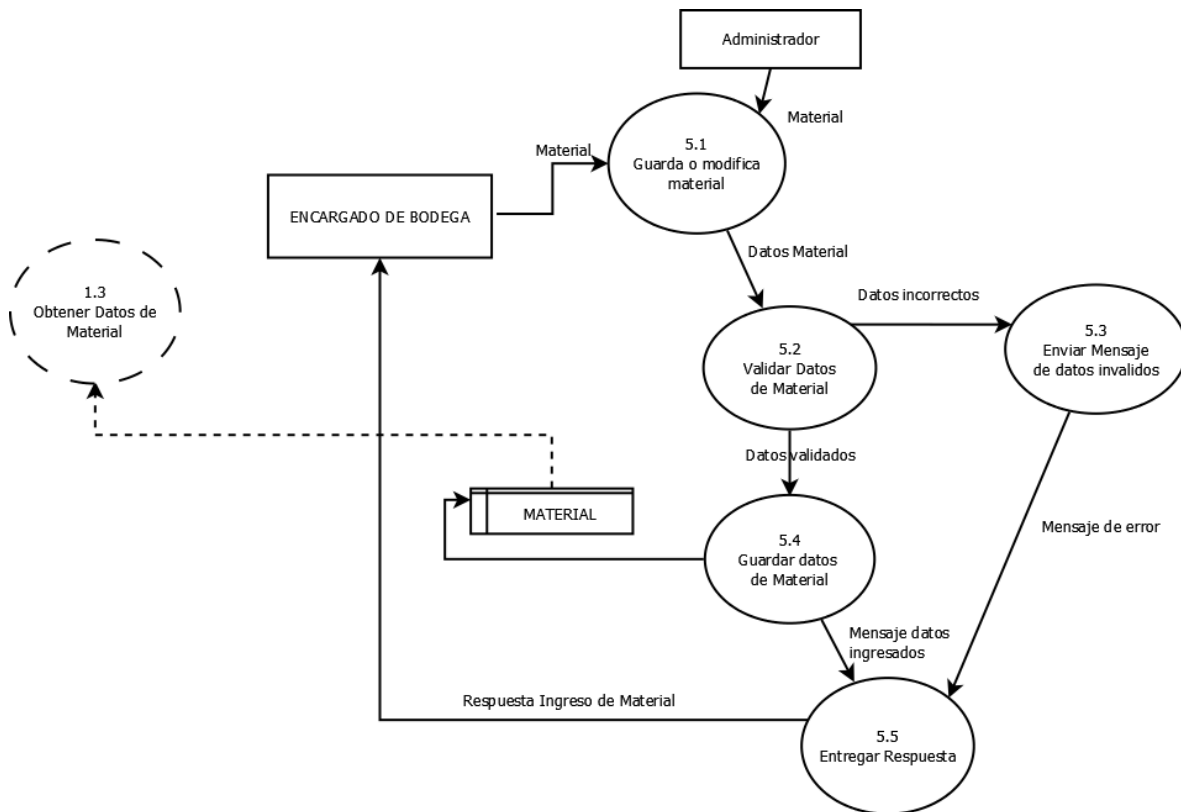 Administrador
Material
5.1
Guarda o modifica
material
Material
ENCARGADO DE BODEGA
Datos Material
1.3
Obtener Datos de
Material
Datos incorrectos
5.3
Enviar Mensaje
de datos invalidos
5.2
Validar Datos
de Material
Datos validados
MATERIAL
5.4
Guardar datos
de Material
Mensaje de error
Mensaje datos
ingresados
Respuesta Ingreso de Material
5.5
Entregar Respuesta